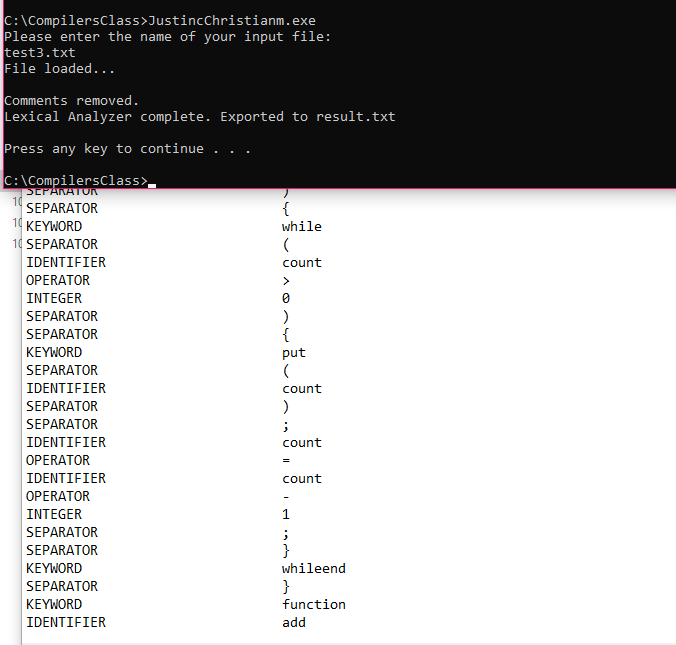 C:\CompilersClass>JustincChristianm.exe
Please enter the name of your input file:
test3.txt
File loaded...
Comments removed.
Lexical Analyzer complete. Exported to result.txt
Press any key to continue . . .
C:\CompilersClass>
SEPARATOR )
SEPARATOR {
KEYWORD while
SEPARATOR (
IDENTIFIER count
OPERATOR >
INTEGER 0
SEPARATOR )
SEPARATOR {
KEYWORD put
SEPARATOR (
IDENTIFIER count
SEPARATOR )
SEPARATOR ;
IDENTIFIER count
OPERATOR =
IDENTIFIER count
OPERATOR -
INTEGER 1
SEPARATOR ;
SEPARATOR }
KEYWORD whileend
SEPARATOR }
KEYWORD function
IDENTIFIER add